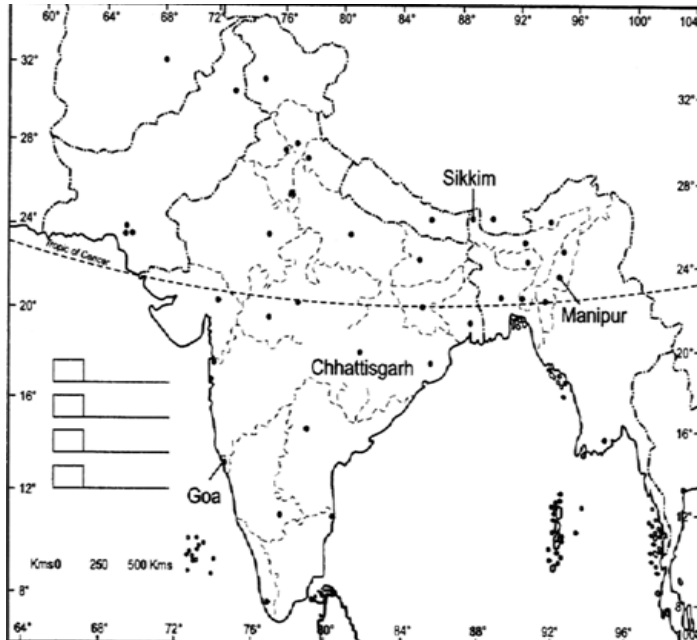 60° 64° 68° 72° 76° 80° 84° 88° 92° 96° 100° 104
32° 32°
28° 28°
Sikkim
24° 24°
Tropic of Cancer
20° Manipur
Chhattisgarh 20°
16° 16°
Goa
12° 12°
Kms0 250 500 Kms
8°
64° 68° 72° 76° 80° 84° 88 92° 96°